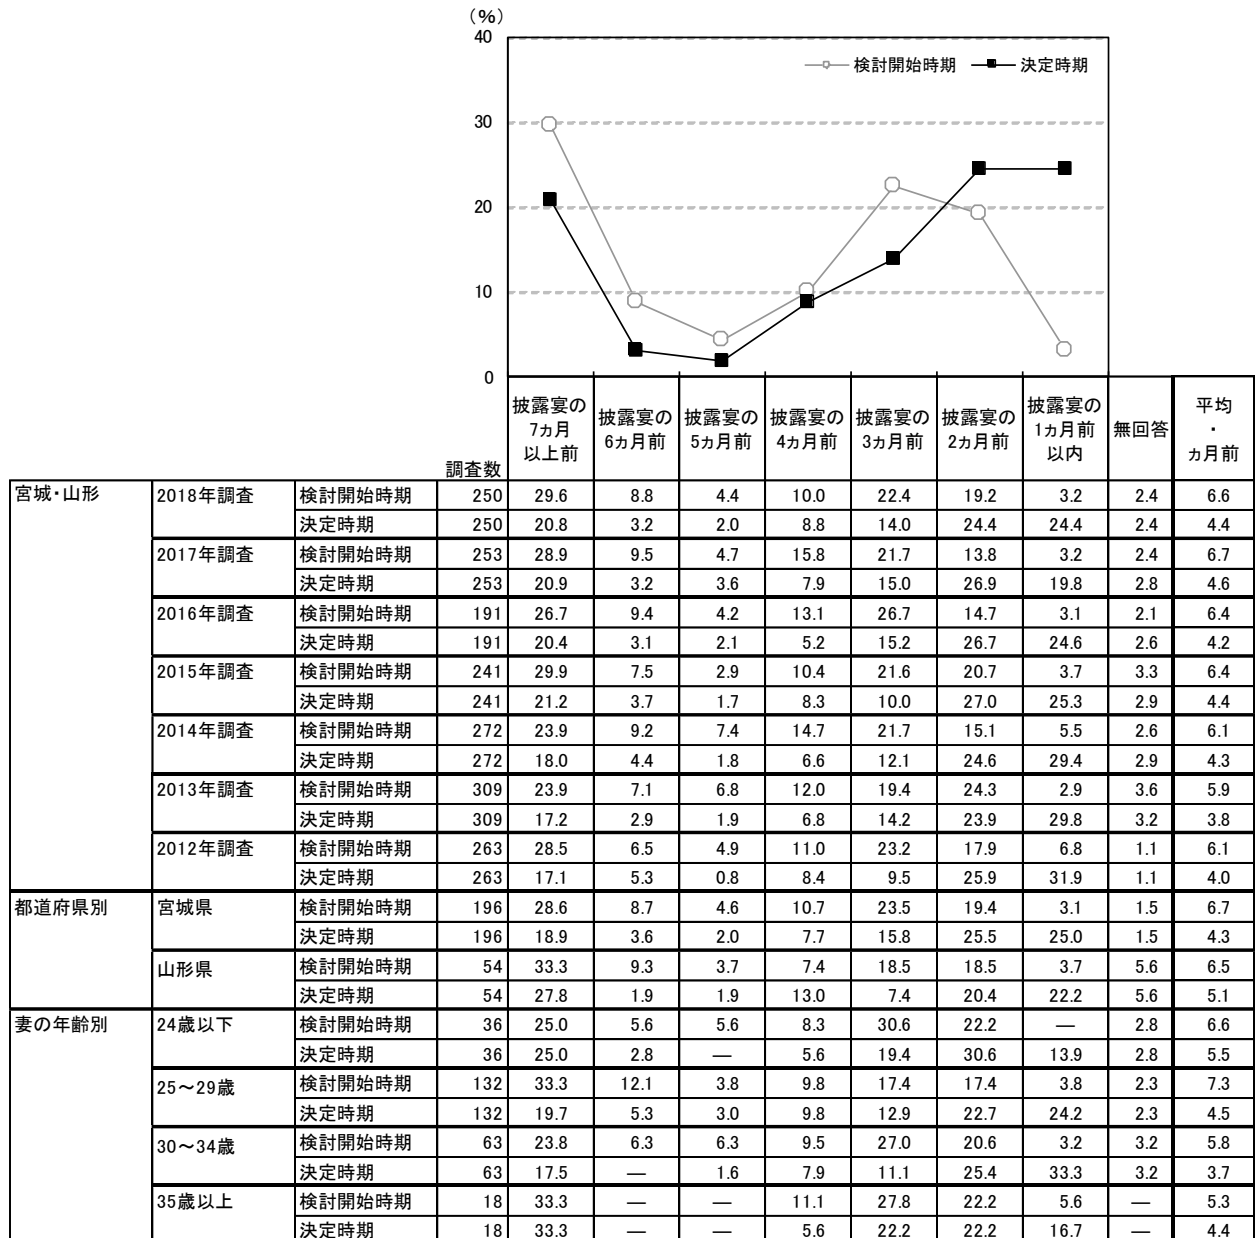 （％）
40
30
20
10
0
検討開始時期 決定時期
調査数 披露宴の7ヵ月以上前 披露宴の6ヵ月前 披露宴の5ヵ月前 披露宴の4ヵ月前 披露宴の3ヵ月前 披露宴の2ヵ月前 披露宴の1ヵ月前以内 無回答 平均・ヵ月前
宮城・山形 2018年調査 検討開始時期 250 29.6 8.8 4.4 10.0 22.4 19.2 3.2 2.4 6.6
決定時期 250 20.8 3.2 2.0 8.8 14.0 24.4 24.4 2.4 4.4
2017年調査 検討開始時期 253 28.9 9.5 4.7 15.8 21.7 13.8 3.2 2.4 6.7
決定時期 253 20.9 3.2 3.6 7.9 15.0 26.9 19.8 2.8 4.6
2016年調査 検討開始時期 191 26.7 9.4 4.2 13.1 26.7 14.7 3.1 2.1 6.4
決定時期 191 20.4 3.1 2.1 5.2 15.2 26.7 24.6 2.6 4.2
2015年調査 検討開始時期 241 29.9 7.5 2.9 10.4 21.6 20.7 3.7 3.3 6.4
決定時期 241 21.2 3.7 1.7 8.3 10.0 27.0 25.3 2.9 4.4
2014年調査 検討開始時期 272 23.9 9.2 7.4 14.7 21.7 15.1 5.5 2.6 6.1
決定時期 272 18.0 4.4 1.8 6.6 12.1 24.6 29.4 2.9 4.3
2013年調査 検討開始時期 309 23.9 7.1 6.8 12.0 19.4 24.3 2.9 3.6 5.9
決定時期 309 17.2 2.9 1.9 6.8 14.2 23.9 29.8 3.2 3.8
2012年調査 検討開始時期 263 28.5 6.5 4.9 11.0 23.2 17.9 6.8 1.1 6.1
決定時期 263 17.1 5.3 0.8 8.4 9.5 25.9 31.9 1.1 4.0
都道府県別 宮城県 検討開始時期 196 28.6 8.7 4.6 10.7 23.5 19.4 3.1 1.5 6.7
決定時期 196 18.9 3.6 2.0 7.7 15.8 25.5 25.0 1.5 4.3
山形県 検討開始時期 54 33.3 9.3 3.7 7.4 18.5 18.5 3.7 5.6 6.5
決定時期 54 27.8 1.9 1.9 13.0 7.4 20.4 22.2 5.6 5.1
妻の年齢別 24歳以下 検討開始時期 36 25.0 5.6 5.6 8.3 30.6 22.2 — 2.8 6.6
決定時期 36 25.0 2.8 — 5.6 19.4 30.6 13.9 2.8 5.5
25～29歳 検討開始時期 132 33.3 12.1 3.8 9.8 17.4 17.4 3.8 2.3 7.3
決定時期 132 19.7 5.3 3.0 9.8 12.9 22.7 24.2 2.3 4.5
30～34歳 検討開始時期 63 23.8 6.3 6.3 9.5 27.0 20.6 3.2 3.2 5.8
決定時期 63 17.5 — 1.6 7.9 11.1 25.4 33.3 3.2 3.7
35歳以上 検討開始時期 18 33.3 — — 11.1 27.8 22.2 5.6 — 5.3
決定時期 18 33.3 — — 5.6 22.2 22.2 16.7 — 4.4